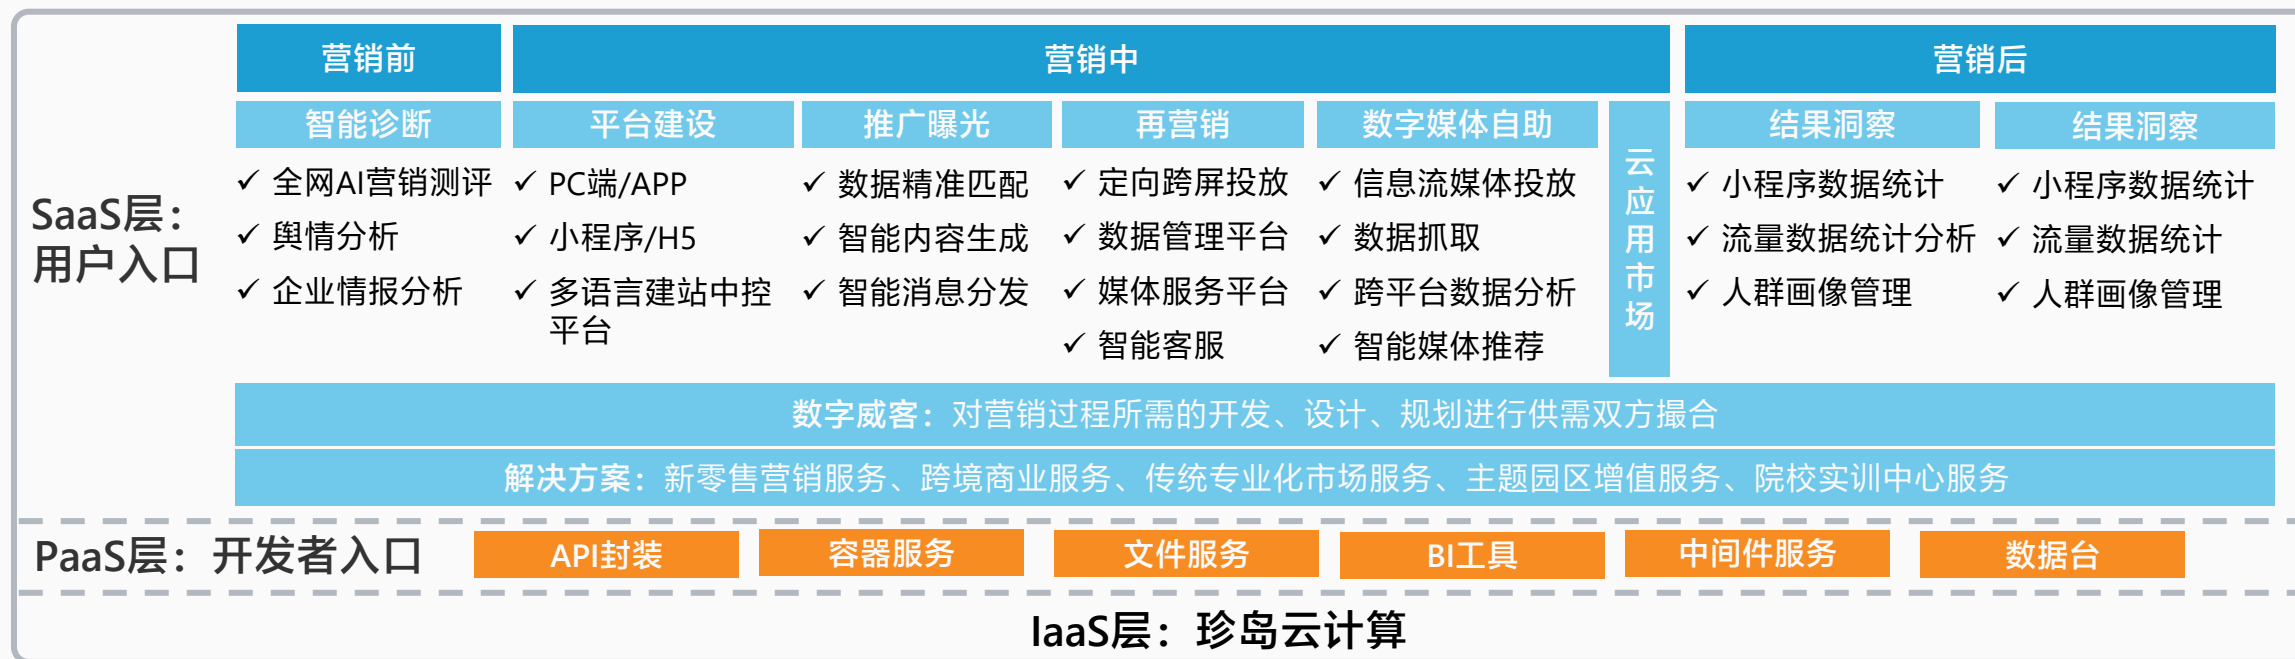 营销前
营销中
营销后
智能诊断
平台建设
推广曝光
再营销
数字媒体自助
云应用市场
结果洞察
结果洞察
SaaS层：
用户入口
✓ 全网AI营销测评
✓ 舆情分析
✓ 企业情报分析
✓ PC端/APP
✓ 小程序/H5
✓ 多语言建站中控
平台
✓ 数据精准匹配
✓ 智能内容生成
✓ 智能消息分发
✓ 定向跨屏投放
✓ 数据管理平台
✓ 媒体服务平台
✓ 智能客服
✓ 信息流媒体投放
✓ 数据抓取
✓ 跨平台数据分析
✓ 智能媒体推荐
✓ 小程序数据统计
✓ 流量数据统计分析
✓ 人群画像管理
✓ 小程序数据统计
✓ 流量数据统计
✓ 人群画像管理
数字威客：对营销过程所需的开发、设计、规划进行供需双方撮合
解决方案：新零售营销服务、跨境商业服务、传统专业化市场服务、主题园区增值服务、院校实训中心服务
PaaS层：开发者入口
API封装
容器服务
文件服务
BI工具
中间件服务
数据台
IaaS层：珍岛云计算